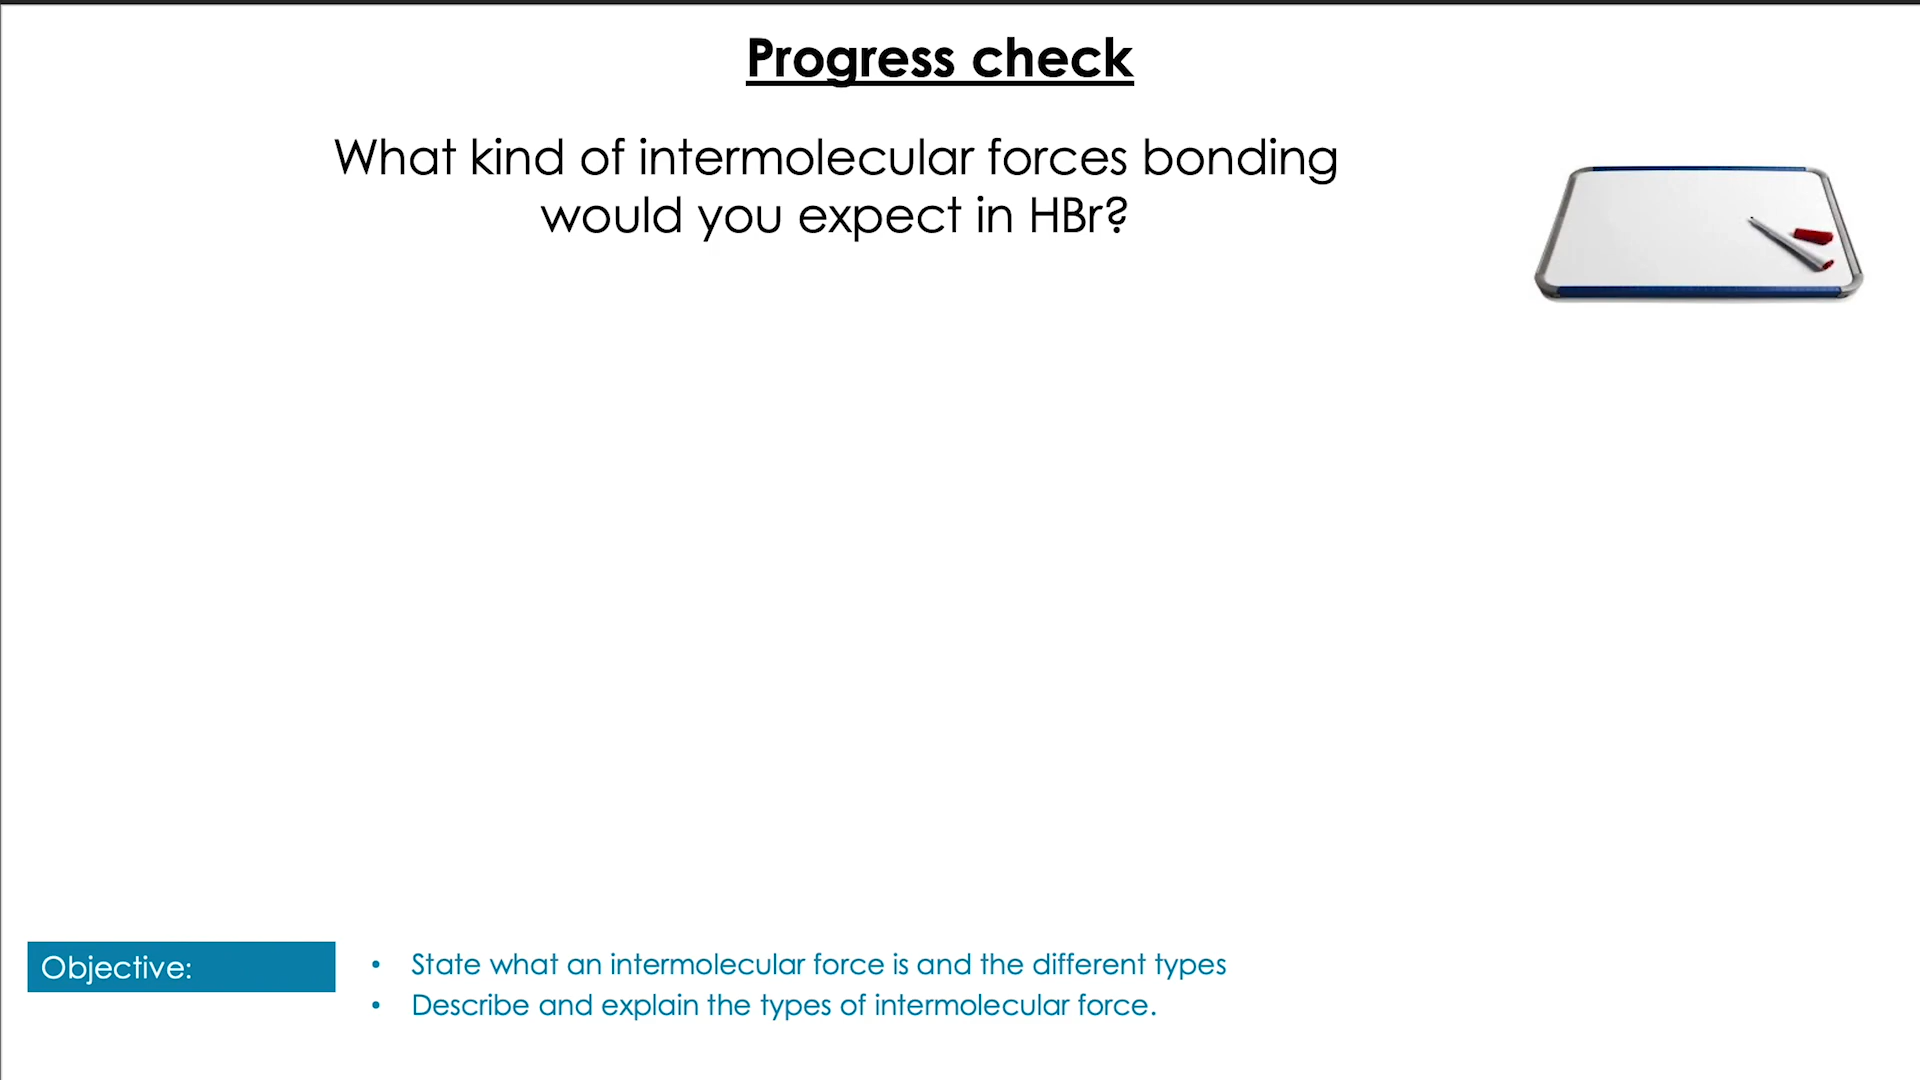 Progress check
What kind of intermolecular forces bonding
would you expect in HBr?
Objective:
• State what an intermolecular force is and the different types
• Describe and explain the types of intermolecular force.